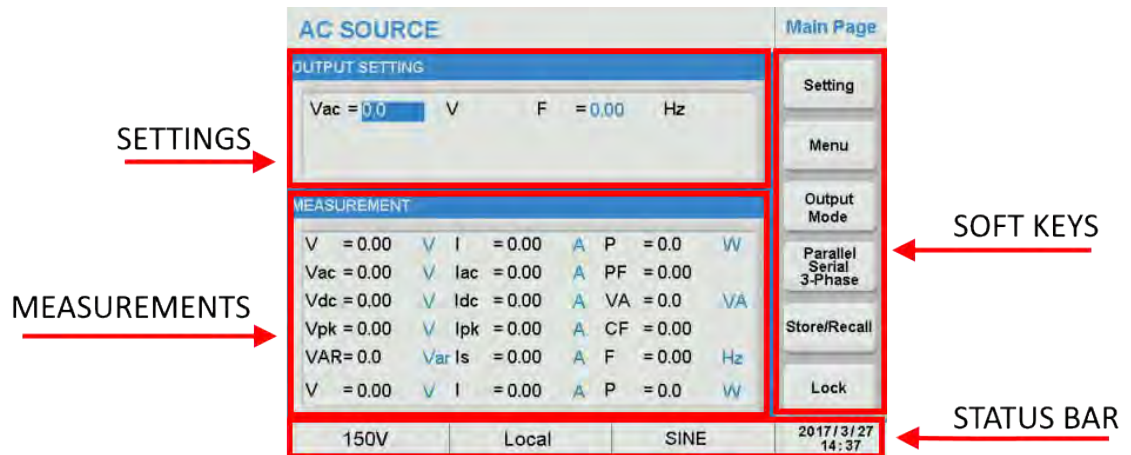 AC SOURCE
Main Page
OUTPUT SETTING
Vac = 0.0 V F = 0.00 Hz
SETTINGS
MEASUREMENT
V = 0.00 V I = 0.00 A P = 0.0 W
Vac = 0.00 V Iac = 0.00 A PF = 0.00
Vdc = 0.00 V Idc = 0.00 A VA = 0.0 VA
Vpk = 0.00 V Ipk = 0.00 A CF = 0.00
VAR= 0.0 Var Is = 0.00 A F = 0.00 Hz
V = 0.00 V I = 0.00 A P = 0.0 W
MEASUREMENTS
Setting
Menu
Output
Mode
Parallel
Serial
3-Phase
Store/Recall
Lock
SOFT KEYS
150V Local SINE
2017/3/27
14:37
STATUS BAR